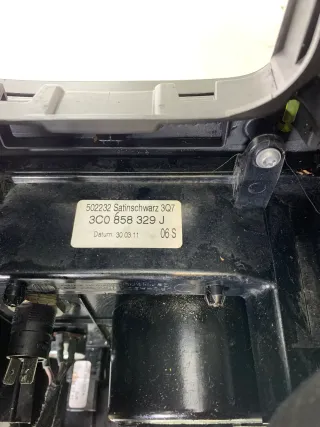 502232 Satinschwarz 3Q7
3C0 858 329 J
Datum 30.03.11 06 S